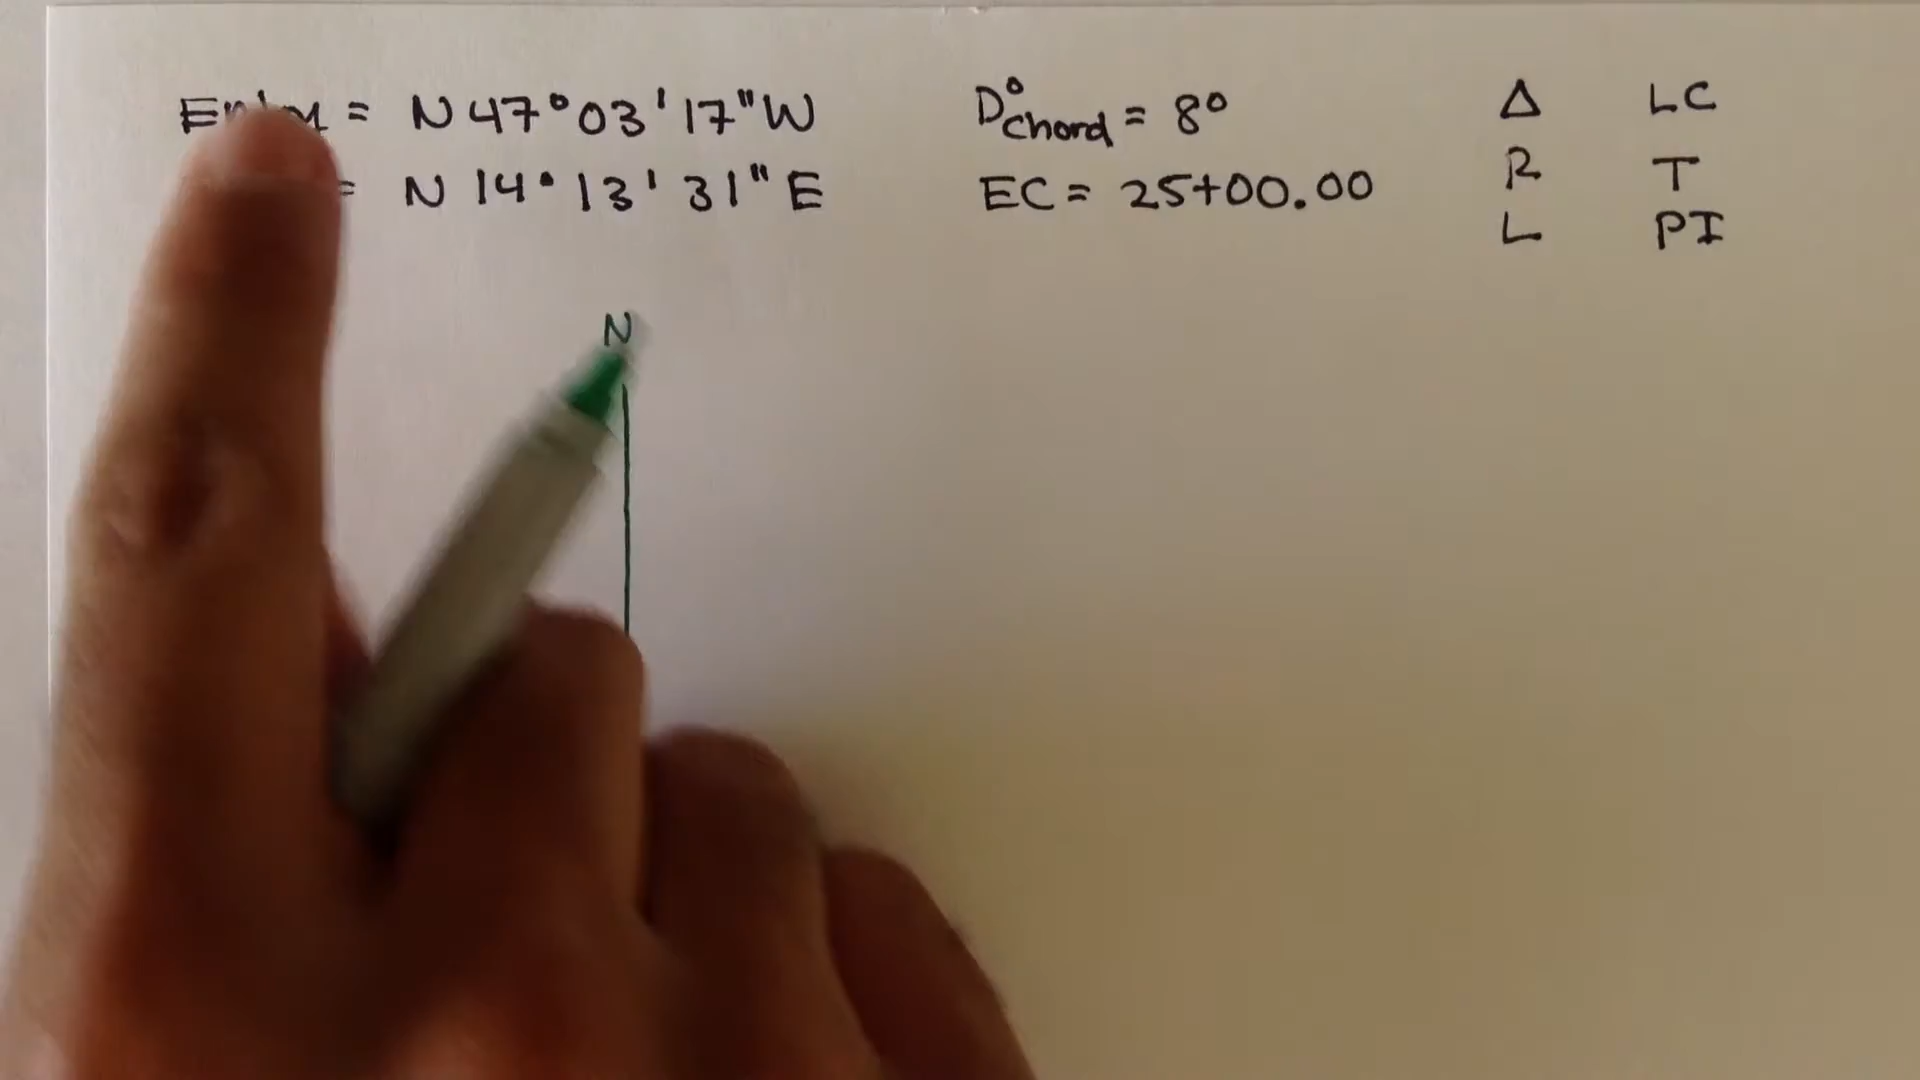 = N 47° 03' 17" W
= N 14° 13' 31" E
D°chord = 8°
EC = 25+00.00
Δ LC
R T
L PI
N